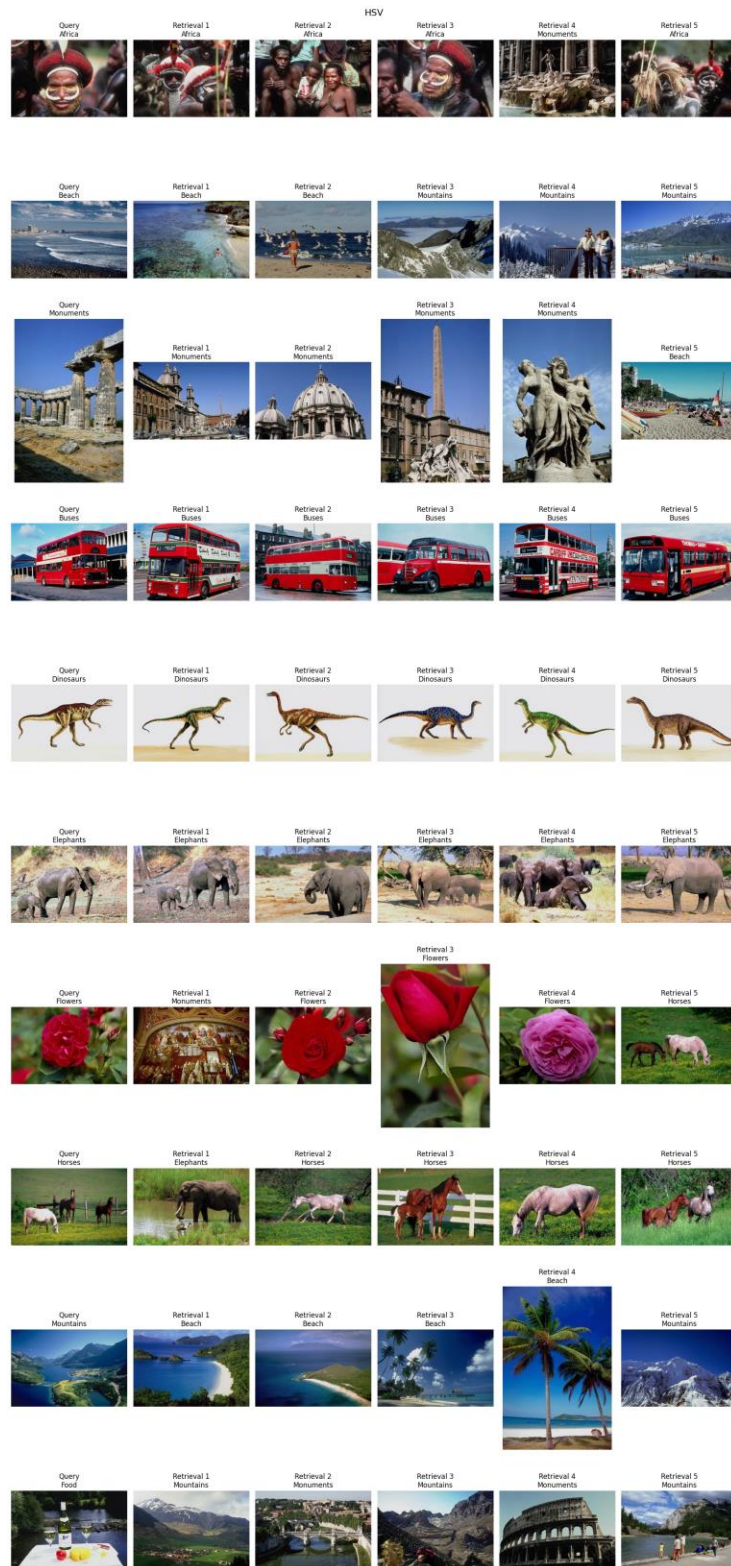 HSV
Query
Africa
Retrieval 1
Africa
Retrieval 2
Africa
Retrieval 3
Africa
Retrieval 4
Monuments
Retrieval 5
Africa
Query
Beach
Retrieval 1
Beach
Retrieval 2
Beach
Retrieval 3
Mountains
Retrieval 4
Mountains
Retrieval 5
Mountains
Query
Monuments
Retrieval 1
Monuments
Retrieval 2
Monuments
Retrieval 3
Monuments
Retrieval 4
Monuments
Retrieval 5
Beach
Query
Buses
Retrieval 1
Buses
Retrieval 2
Buses
Retrieval 3
Buses
Retrieval 4
Buses
Retrieval 5
Buses
Query
Dinosaurs
Retrieval 1
Dinosaurs
Retrieval 2
Dinosaurs
Retrieval 3
Dinosaurs
Retrieval 4
Dinosaurs
Retrieval 5
Dinosaurs
Query
Elephants
Retrieval 1
Elephants
Retrieval 2
Elephants
Retrieval 3
Elephants
Retrieval 4
Elephants
Retrieval 5
Elephants
Query
Flowers
Retrieval 1
Monuments
Retrieval 2
Flowers
Retrieval 3
Flowers
Retrieval 4
Flowers
Retrieval 5
Horses
Query
Horses
Retrieval 1
Elephants
Retrieval 2
Horses
Retrieval 3
Horses
Retrieval 4
Horses
Retrieval 5
Horses
Query
Mountains
Retrieval 1
Beach
Retrieval 2
Beach
Retrieval 3
Beach
Retrieval 4
Beach
Retrieval 5
Mountains
Query
Food
Retrieval 1
Mountains
Retrieval 2
Monuments
Retrieval 3
Mountains
Retrieval 4
Monuments
Retrieval 5
Mountains